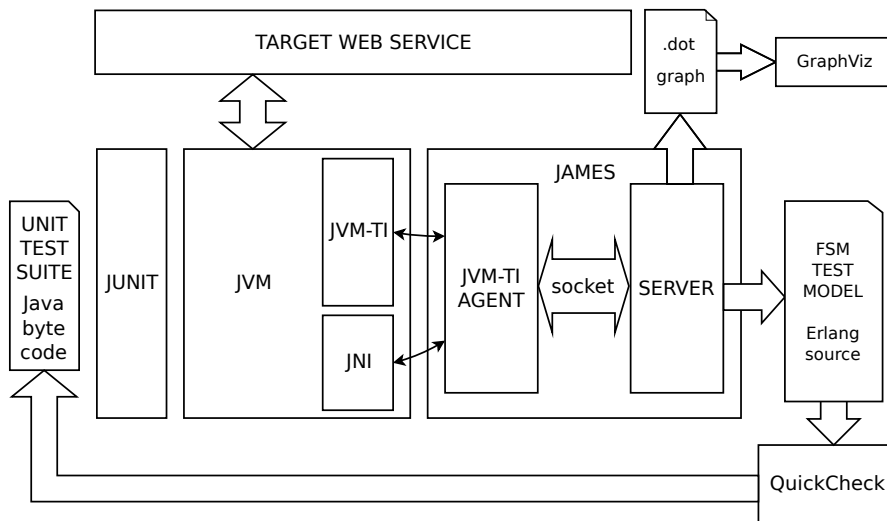 TARGET WEB SERVICE
.dot
graph
GraphViz
JAMES
UNIT
TEST
SUITE
Java
byte
code
JUNIT
JVM
JVM-TI
JNI
JVM-TI
AGENT
socket
SERVER
FSM
TEST
MODEL
Erlang
source
QuickCheck